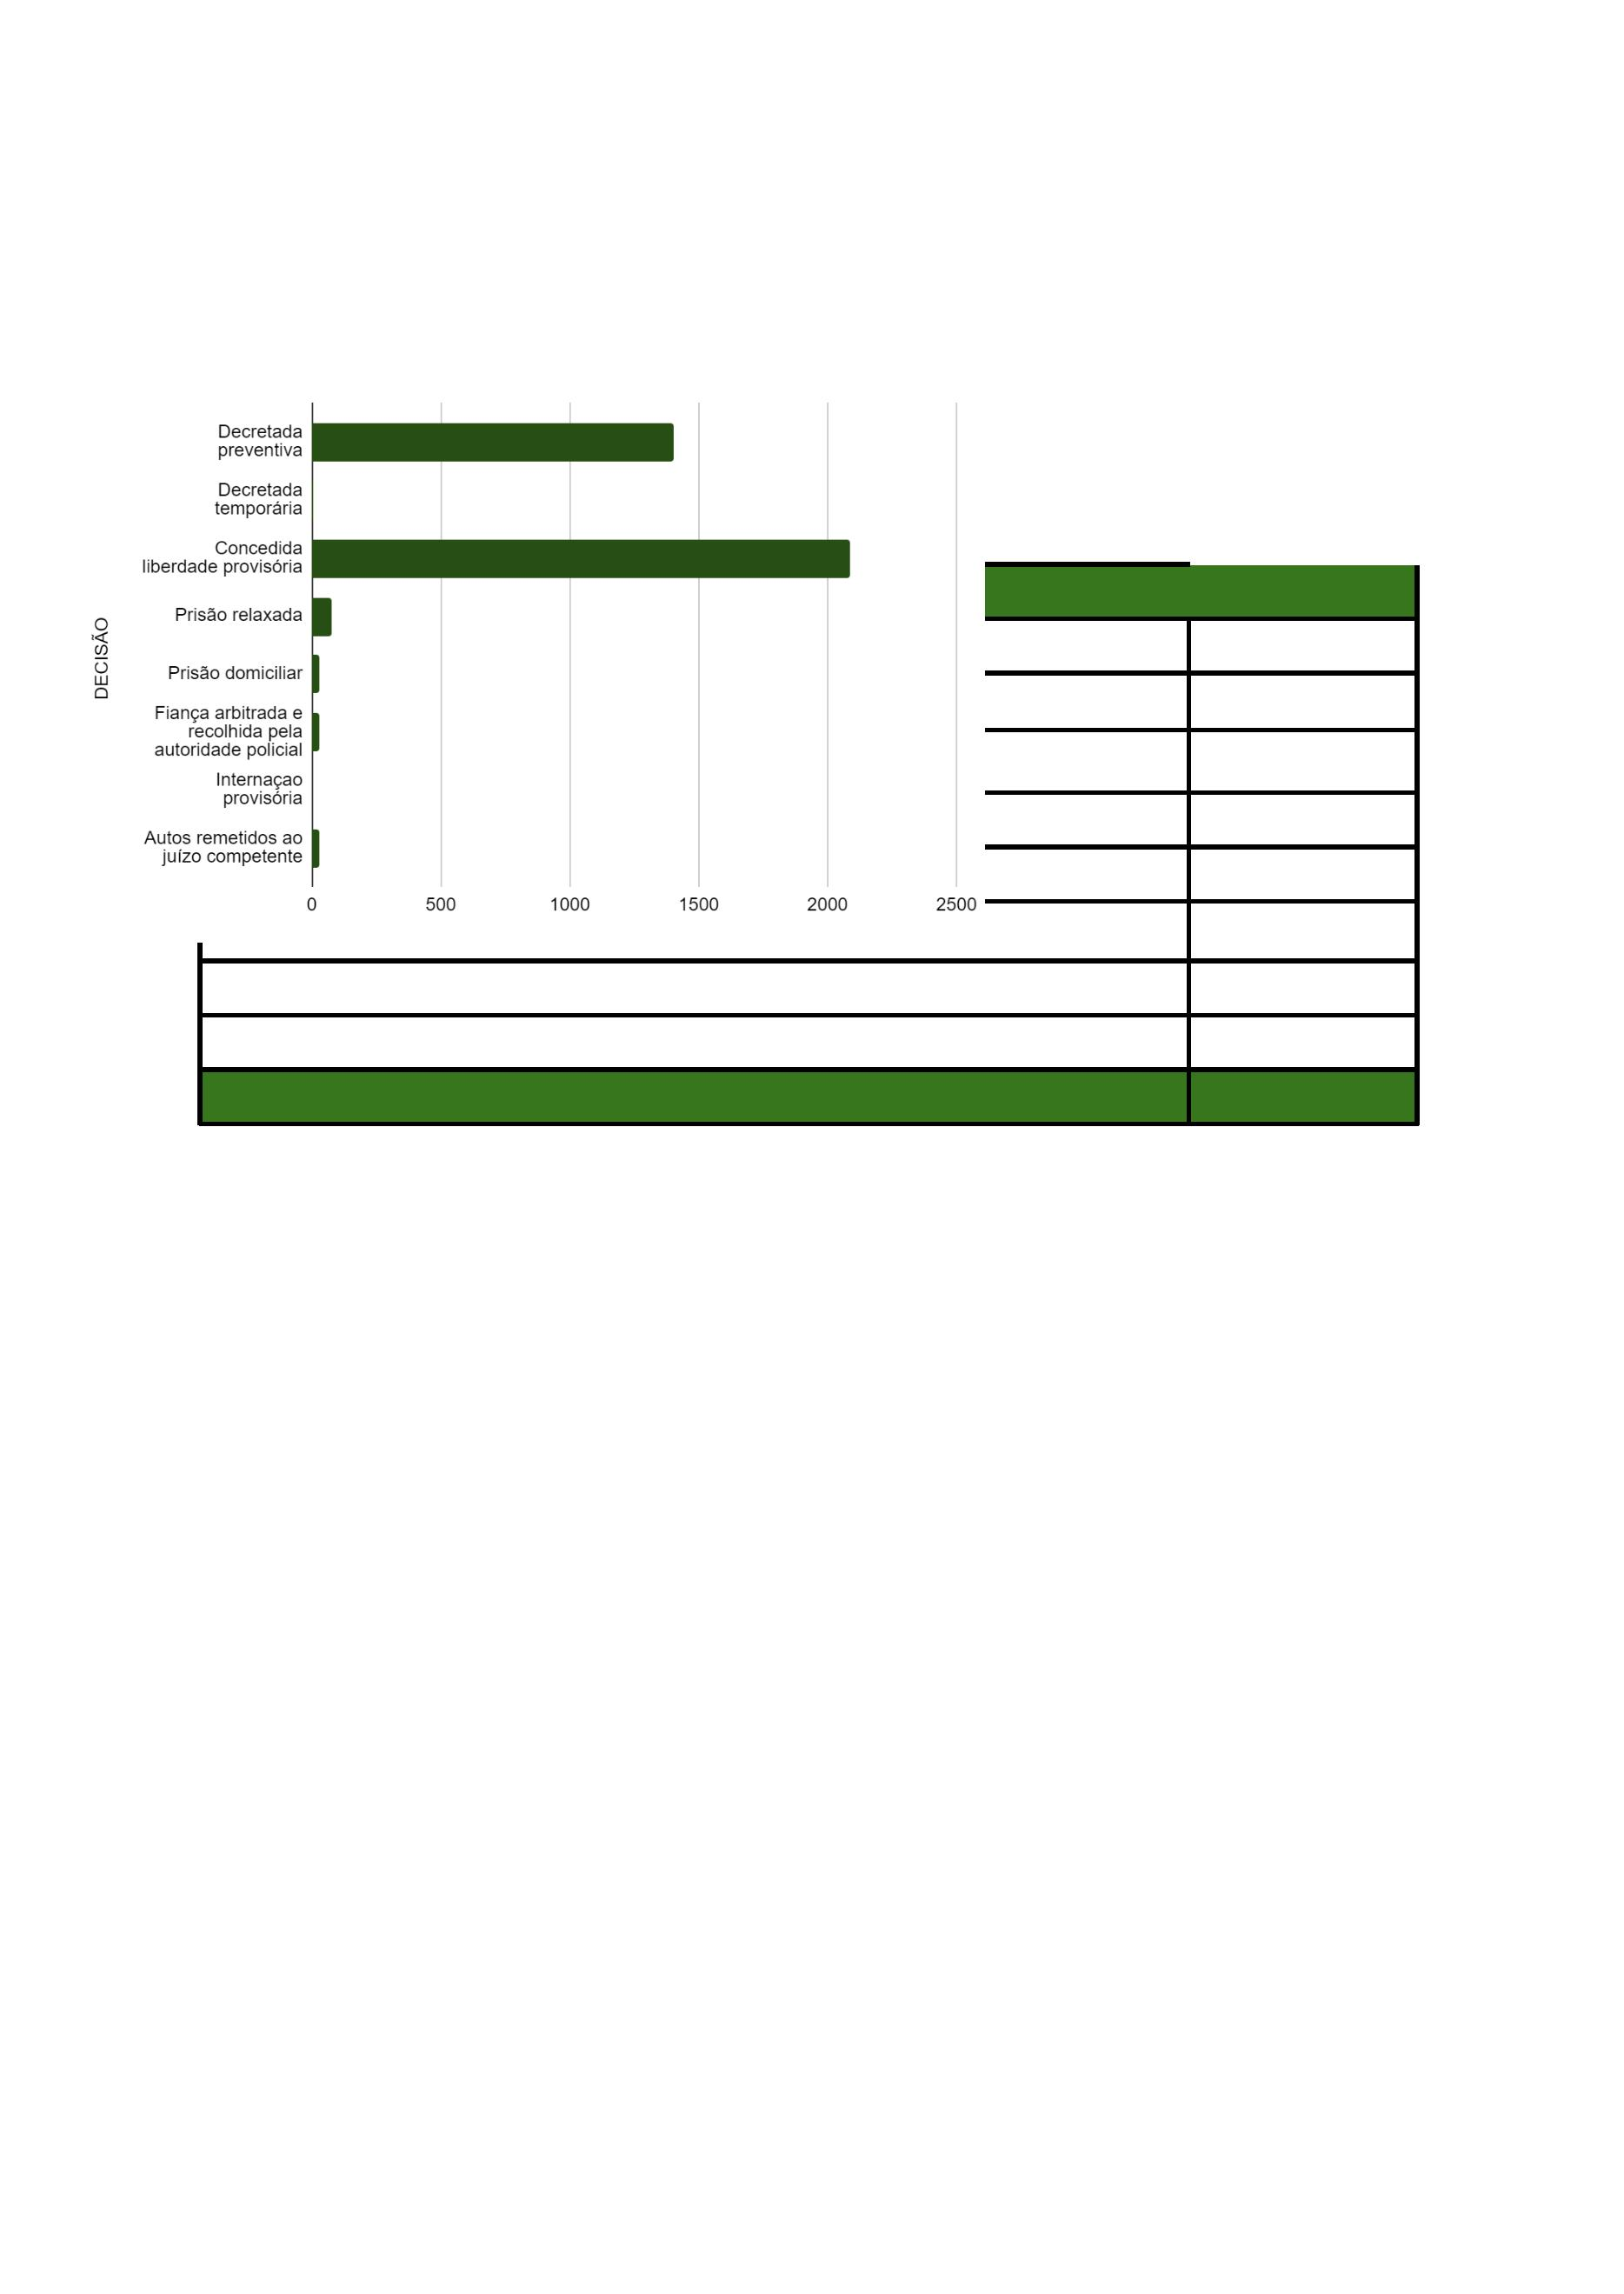 Decretada
preventiva
Decretada
temporária
Concedida
liberdade provisória
Prisão relaxada
DECISÃO
Prisão domiciliar
Fiança arbitrada e
recolhida pela
autoridade policial
Internaçao
provisória
Autos remetidos ao
juízo competente
0 500 1000 1500 2000 2500